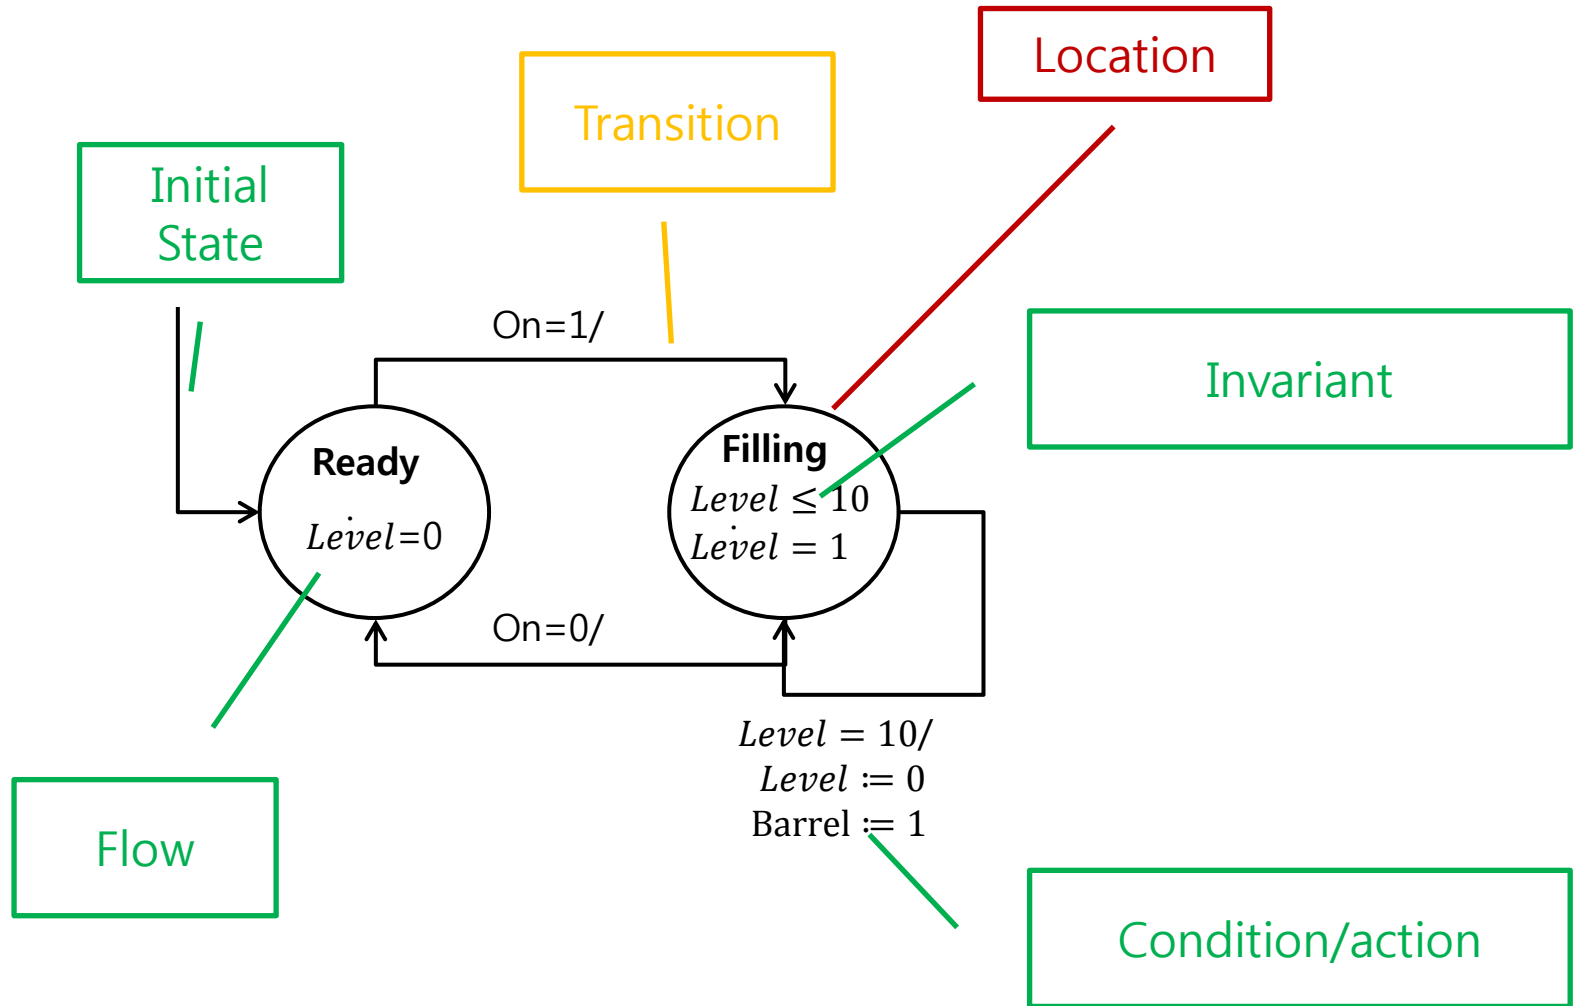 Location
Transition
Initial
State
On=1/
Invariant
Ready
Filling
Level ≤ 10
Level̇=0
Level̇ = 1
On=0/
Level = 10/
Level ≔ 0
Barrel ≔ 1
Flow
Condition/action